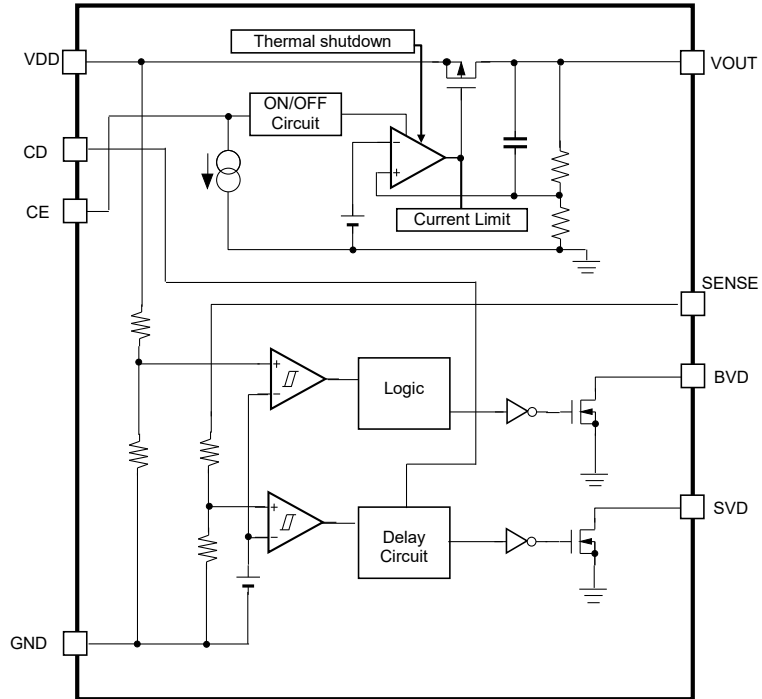 Thermal shutdown
VDD
VOUT
ON/OFF
Circuit
CD
−
+
CE
Current Limit
SENSE
+
−
Logic
BVD
+
−
Delay
Circuit
SVD
GND